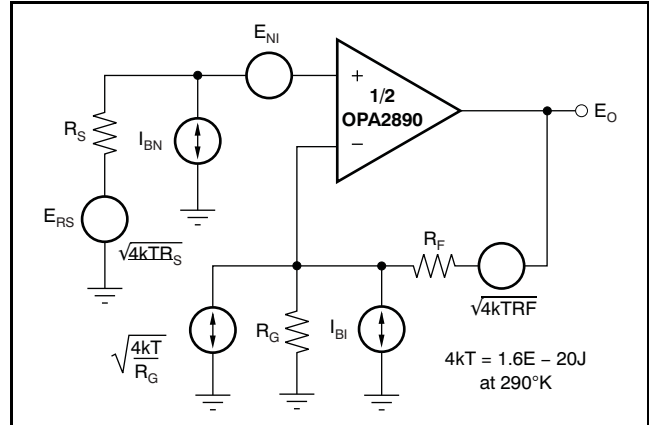 E_NI
+
1/2
OPA2890
−
E_O
R_S
I_BN
E_RS
√4kTR_S
R_F
√4kTRF
√4kT/R_G
R_G
I_BI
4kT = 1.6E − 20J
at 290°K